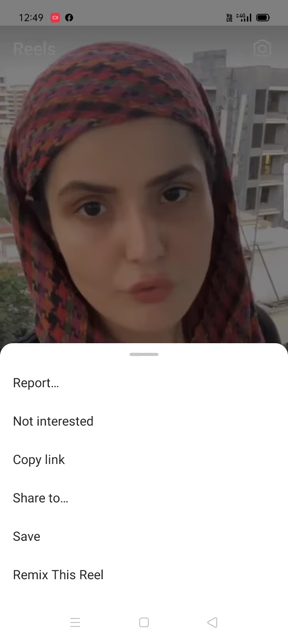 12:49
Reels
Report...
Not interested
Copy link
Share to...
Save
Remix This Reel